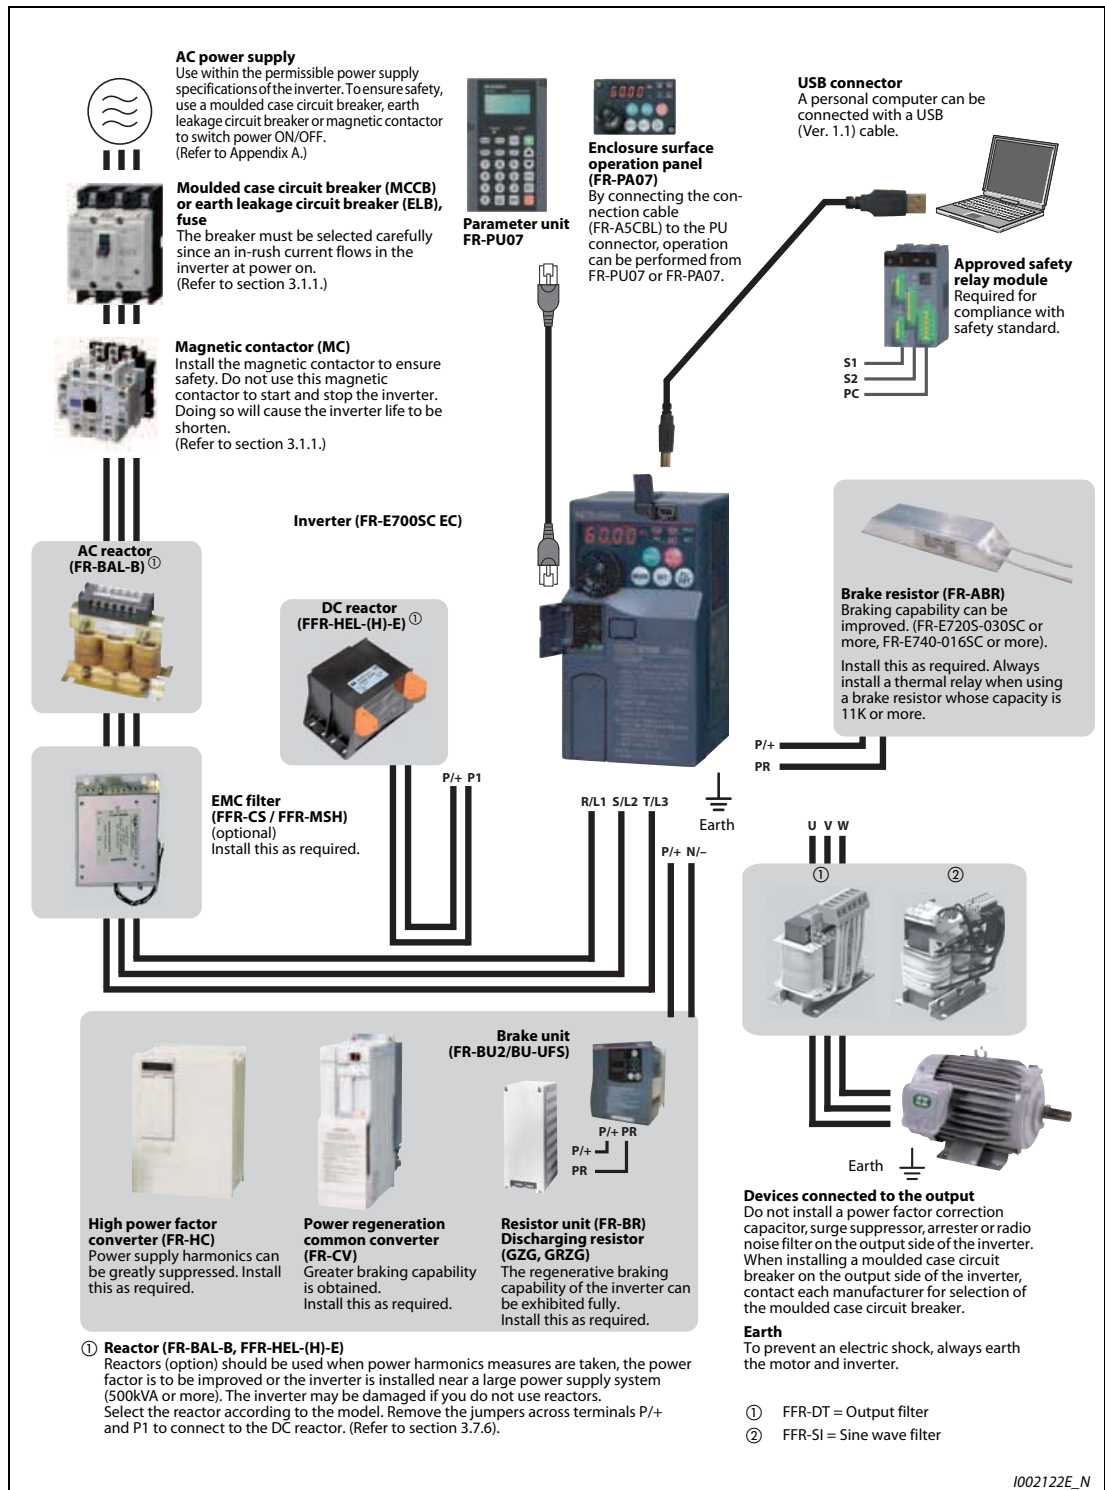 AC power supply
Use within the permissible power supply
specifications of the inverter. To ensure safety,
use a moulded case circuit breaker, earth
leakage circuit breaker or magnetic contactor
to switch power ON/OFF.
(Refer to Appendix A.)
Moulded case circuit breaker (MCCB)
or earth leakage circuit breaker (ELB),
fuse
The breaker must be selected carefully
since an in-rush current flows in the
inverter at power on.
(Refer to section 3.1.1.)
Magnetic contactor (MC)
Install the magnetic contactor to ensure
safety. Do not use this magnetic
contactor to start and stop the inverter.
Doing so will cause the inverter life to be
shorten.
(Refer to section 3.1.1.)
Parameter unit
FR-PU07
Enclosure surface
operation panel
(FR-PA07)
By connecting the con-
nection cable
(FR-A5CBL) to the PU
connector, operation
can be performed from
FR-PU07 or FR-PA07.
USB connector
A personal computer can be
connected with a USB
(Ver. 1.1) cable.
Approved safety
relay module
Required for
compliance with
safety standard.
S1
S2
PC
Inverter (FR-E700SC EC)
60.00
AC reactor
(FR-BAL-B) ①
DC reactor
(FFR-HEL-(H)-E) ①
Brake resistor (FR-ABR)
Braking capability can be
improved. (FR-E720S-030SC or
more, FR-E740-016SC or more).
Install this as required. Always
install a thermal relay when using
a brake resistor whose capacity is
11K or more.
P/+
PR
EMC filter
(FFR-CS / FFR-MSH)
(optional)
Install this as required.
P/+ P1
R/L1 S/L2 T/L3
Earth
P/+ N/–
U V W
① ②
Brake unit
(FR-BU2/BU-UFS)
P/+ PR
P/+
PR
High power factor
converter (FR-HC)
Power supply harmonics can
be greatly suppressed. Install
this as required.
Power regeneration
common converter
(FR-CV)
Greater braking capability
is obtained.
Install this as required.
Resistor unit (FR-BR)
Discharging resistor
(GZG, GRZG)
The regenerative braking
capability of the inverter can
be exhibited fully.
Install this as required.
Earth
Devices connected to the output
Do not install a power factor correction
capacitor, surge suppressor, arrester or radio
noise filter on the output side of the inverter.
When installing a moulded case circuit
breaker on the output side of the inverter,
contact each manufacturer for selection of
the moulded case circuit breaker.
Earth
To prevent an electric shock, always earth
the motor and inverter.
① Reactor (FR-BAL-B, FFR-HEL-(H)-E)
Reactors (option) should be used when power harmonics measures are taken, the power
factor is to be improved or the inverter is installed near a large power supply system
(500kVA or more). The inverter may be damaged if you do not use reactors.
Select the reactor according to the model. Remove the jumpers across terminals P/+
and P1 to connect to the DC reactor. (Refer to section 3.7.6).
① FFR-DT = Output filter
② FFR-SI = Sine wave filter
I002122E_N